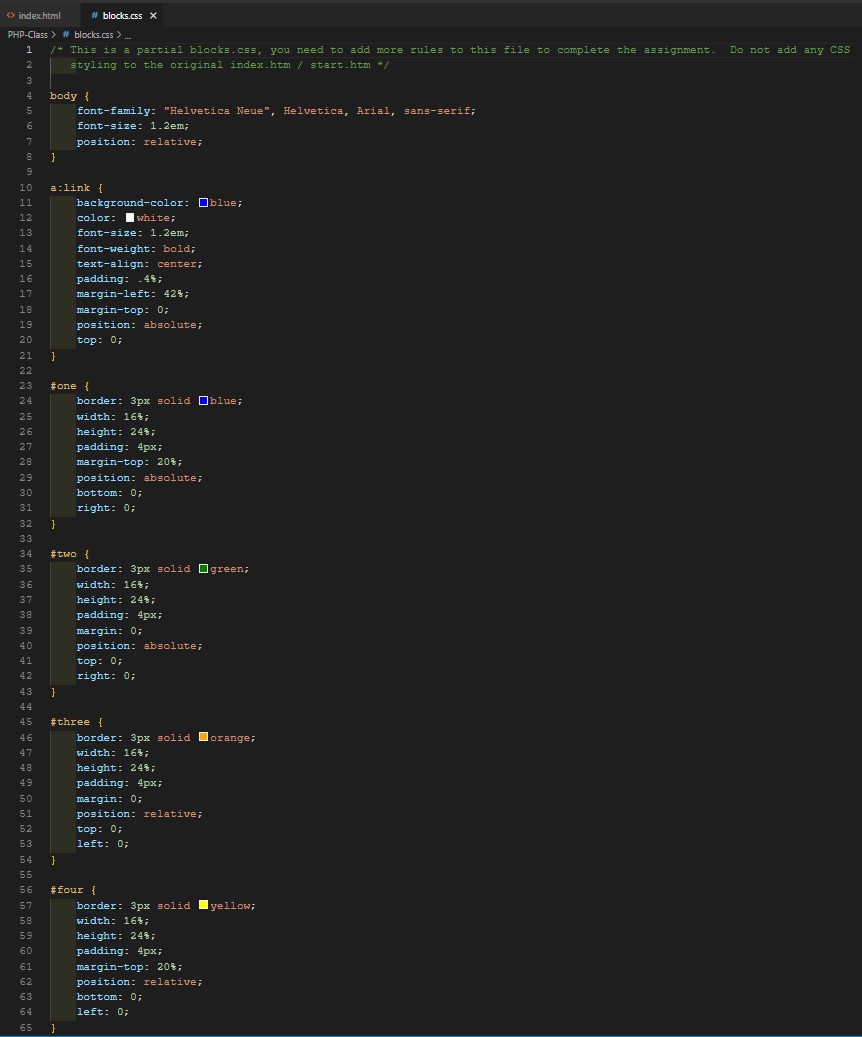 index.html
blocks.css
PHP-Class > # blocks.css > ...
1 /* This is a partial blocks.css, you need to add more rules to this file to complete the assignment.  Do not add any CSS
2 styling to the original index.htm / start.htm */
3
4 body {
5 font-family: "Helvetica Neue", Helvetica, Arial, sans-serif;
6 font-size: 1.2em;
7 position: relative;
8 }
9
10 a:link {
11 background-color: blue;
12 color: white;
13 font-size: 1.2em;
14 font-weight: bold;
15 text-align: center;
16 padding: .4%;
17 margin-left: 42%;
18 margin-top: 0;
19 position: absolute;
20 top: 0;
21 }
22
23 #one {
24 border: 3px solid blue;
25 width: 16%;
26 height: 24%;
27 padding: 4px;
28 margin-top: 20%;
29 position: absolute;
30 bottom: 0;
31 right: 0;
32 }
33
34 #two {
35 border: 3px solid green;
36 width: 16%;
37 height: 24%;
38 padding: 4px;
39 margin: 0;
40 position: absolute;
41 top: 0;
42 right: 0;
43 }
44
45 #three {
46 border: 3px solid orange;
47 width: 16%;
48 height: 24%;
49 padding: 4px;
50 margin: 0;
51 position: relative;
52 top: 0;
53 left: 0;
54 }
55
56 #four {
57 border: 3px solid yellow;
58 width: 16%;
59 height: 24%;
60 padding: 4px;
61 margin-top: 20%;
62 position: relative;
63 bottom: 0;
64 left: 0;
65 }